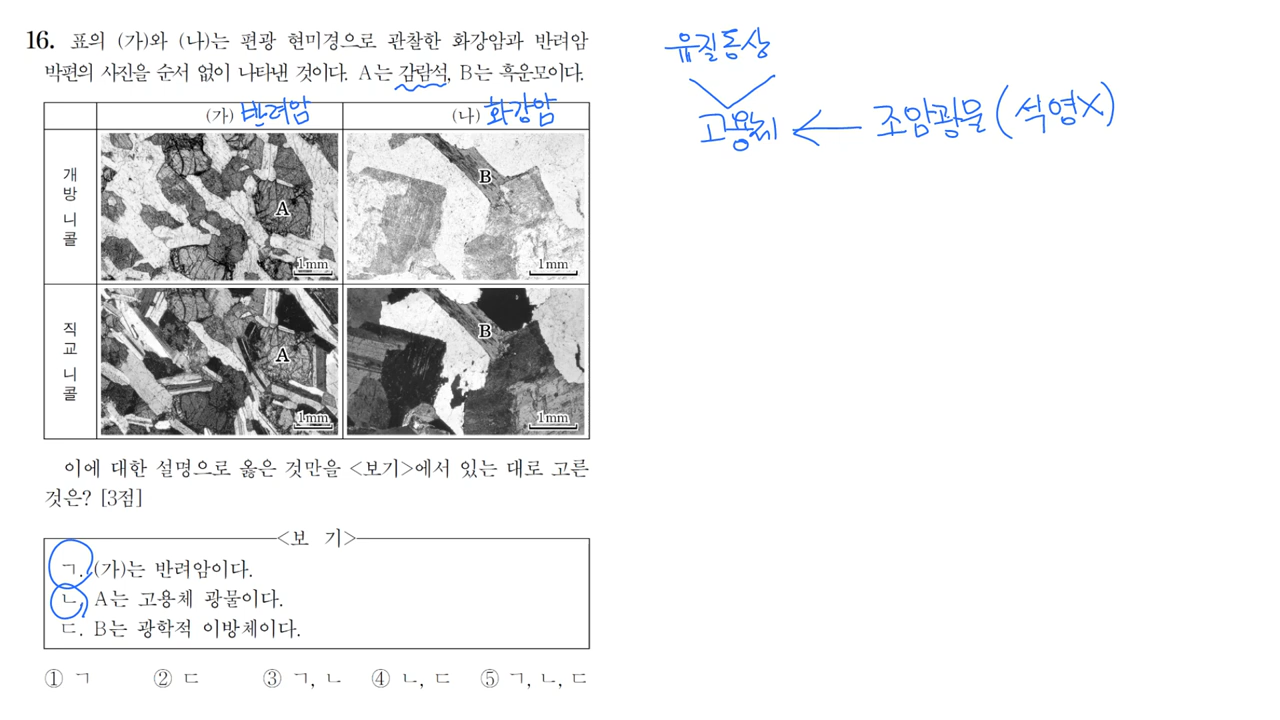 16. 표의 (가)와 (나)는 편광 현미경으로 관찰한 화강암과 반려암
박편의 사진을 순서 없이 나타낸 것이다. A는 감람석, B는 흑운모이다.
(가) 반려암
(나) 화강암
개방 니콜
A
1mm
B
1mm
직교 니콜
A
1mm
B
1mm
이에 대한 설명으로 옳은 것만을 <보기>에서 있는 대로 고른
것은? [3점]
<보 기>
ㄱ. (가)는 반려암이다.
ㄴ. A는 고용체 광물이다.
ㄷ. B는 광학적 이방체이다.
① ㄱ ② ㄷ ③ ㄱ, ㄴ ④ ㄴ, ㄷ ⑤ ㄱ, ㄴ, ㄷ
유질동상
고용체 ← 조암광물 (석영X)